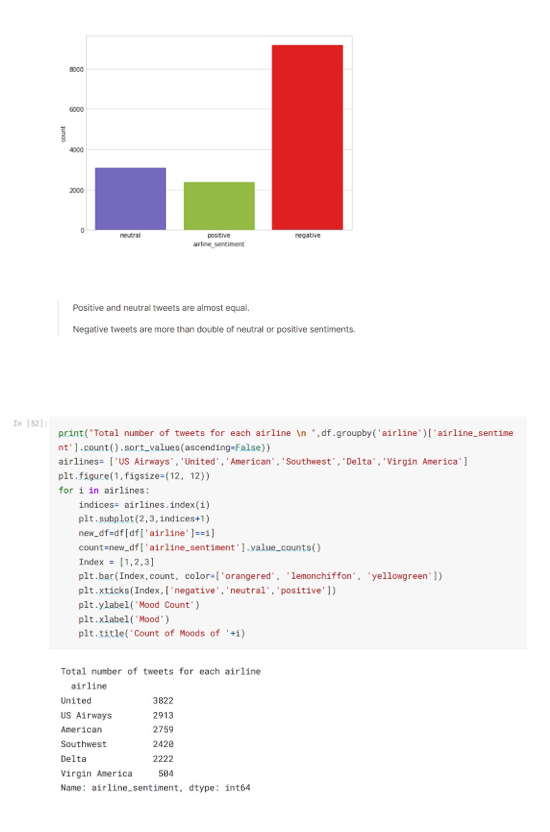 8000
6000
4000
2000
0
count
neutral
positive
negative
airline_sentiment
Positive and neutral tweets are almost equal.
Negative tweets are more than double of neutral or positive sentiments.
In [52]:
print("Total number of tweets for each airline \n ",df.groupby('airline')['airline_sentime
nt'].count().sort_values(ascending=False))
airlines= ['US Airways','United','American','Southwest','Delta','Virgin America']
plt.figure(1,figsize=(12, 12))
for i in airlines:
    indices= airlines.index(i)
    plt.subplot(2,3,indices+1)
    new_df=df[df['airline']==i]
    count=new_df['airline_sentiment'].value_counts()
    Index = [1,2,3]
    plt.bar(Index,count, color=['orangered', 'lemonchiffon', 'yellowgreen'])
    plt.xticks(Index,['negative','neutral','positive'])
    plt.ylabel('Mood Count')
    plt.xlabel('Mood')
    plt.title('Count of Moods of '+i)
Total number of tweets for each airline
  airline
United            3822
US Airways        2913
American          2759
Southwest         2420
Delta             2222
Virgin America     504
Name: airline_sentiment, dtype: int64